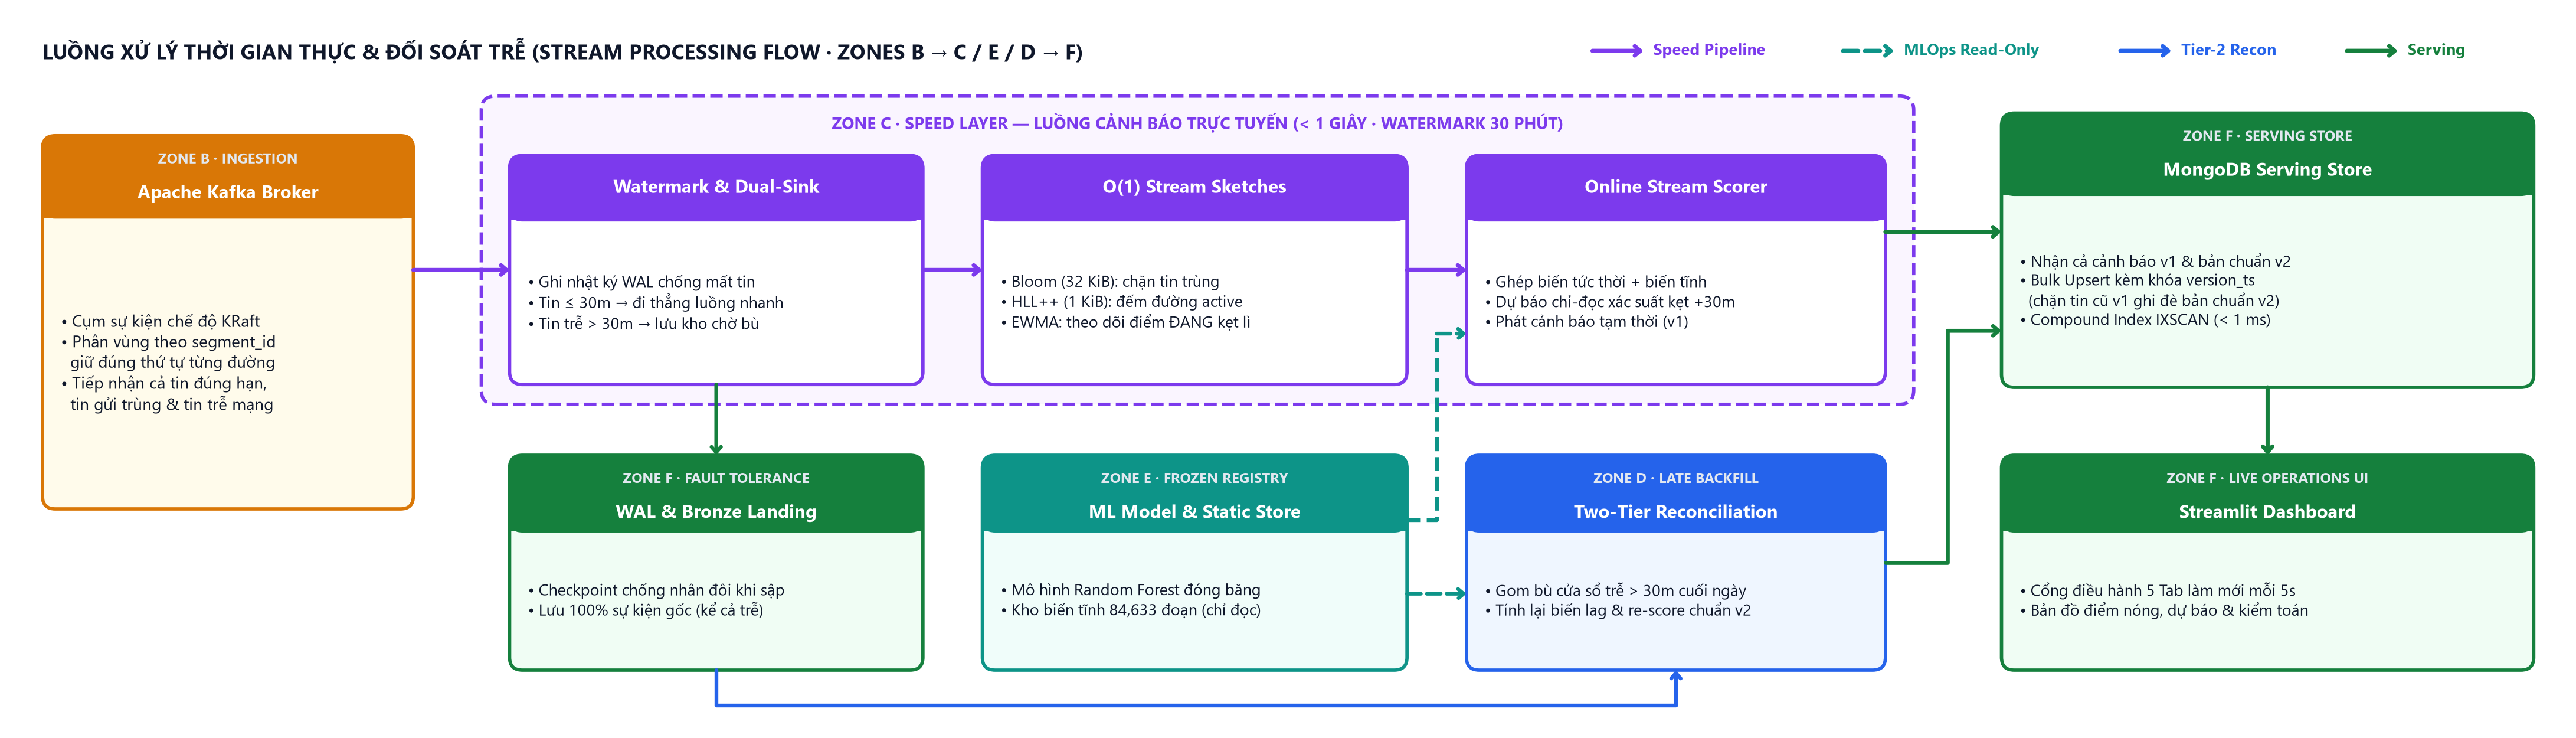 LUỒNG XỬ LÝ THỜI GIAN THỰC & ĐỐI SOÁT TRỄ (STREAM PROCESSING FLOW · ZONES B → C / E / D → F)
Speed Pipeline
MLOps Read-Only
Tier-2 Recon
Serving
ZONE B · INGESTION
Apache Kafka Broker
• Cụm sự kiện chế độ KRaft
• Phân vùng theo segment_id
giữ đúng thứ tự từng đường
• Tiếp nhận cả tin đúng hạn,
tin gửi trùng & tin trễ mạng
ZONE C · SPEED LAYER — LUỒNG CẢNH BÁO TRỰC TUYẾN (< 1 GIÂY · WATERMARK 30 PHÚT)
Watermark & Dual-Sink
• Ghi nhật ký WAL chống mất tin
• Tin ≤ 30m → đi thẳng luồng nhanh
• Tin trễ > 30m → lưu kho chờ bù
O(1) Stream Sketches
• Bloom (32 KiB): chặn tin trùng
• HLL++ (1 KiB): đếm đường active
• EWMA: theo dõi điểm ĐANG kẹt lì
Online Stream Scorer
• Ghép biến tức thời + biến tĩnh
• Dự báo chỉ-đọc xác suất kẹt +30m
• Phát cảnh báo tạm thời (v1)
ZONE F · SERVING STORE
MongoDB Serving Store
• Nhận cả cảnh báo v1 & bản chuẩn v2
• Bulk Upsert kèm khóa version_ts
(chặn tin cũ v1 ghi đè bản chuẩn v2)
• Compound Index IXSCAN (< 1 ms)
ZONE F · FAULT TOLERANCE
WAL & Bronze Landing
• Checkpoint chống nhân đôi khi sập
• Lưu 100% sự kiện gốc (kể cả trễ)
ZONE E · FROZEN REGISTRY
ML Model & Static Store
• Mô hình Random Forest đóng băng
• Kho biến tĩnh 84,633 đoạn (chỉ đọc)
ZONE D · LATE BACKFILL
Two-Tier Reconciliation
• Gom bù cửa sổ trễ > 30m cuối ngày
• Tính lại biến lag & re-score chuẩn v2
ZONE F · LIVE OPERATIONS UI
Streamlit Dashboard
• Cổng điều hành 5 Tab làm mới mỗi 5s
• Bản đồ điểm nóng, dự báo & kiểm toán